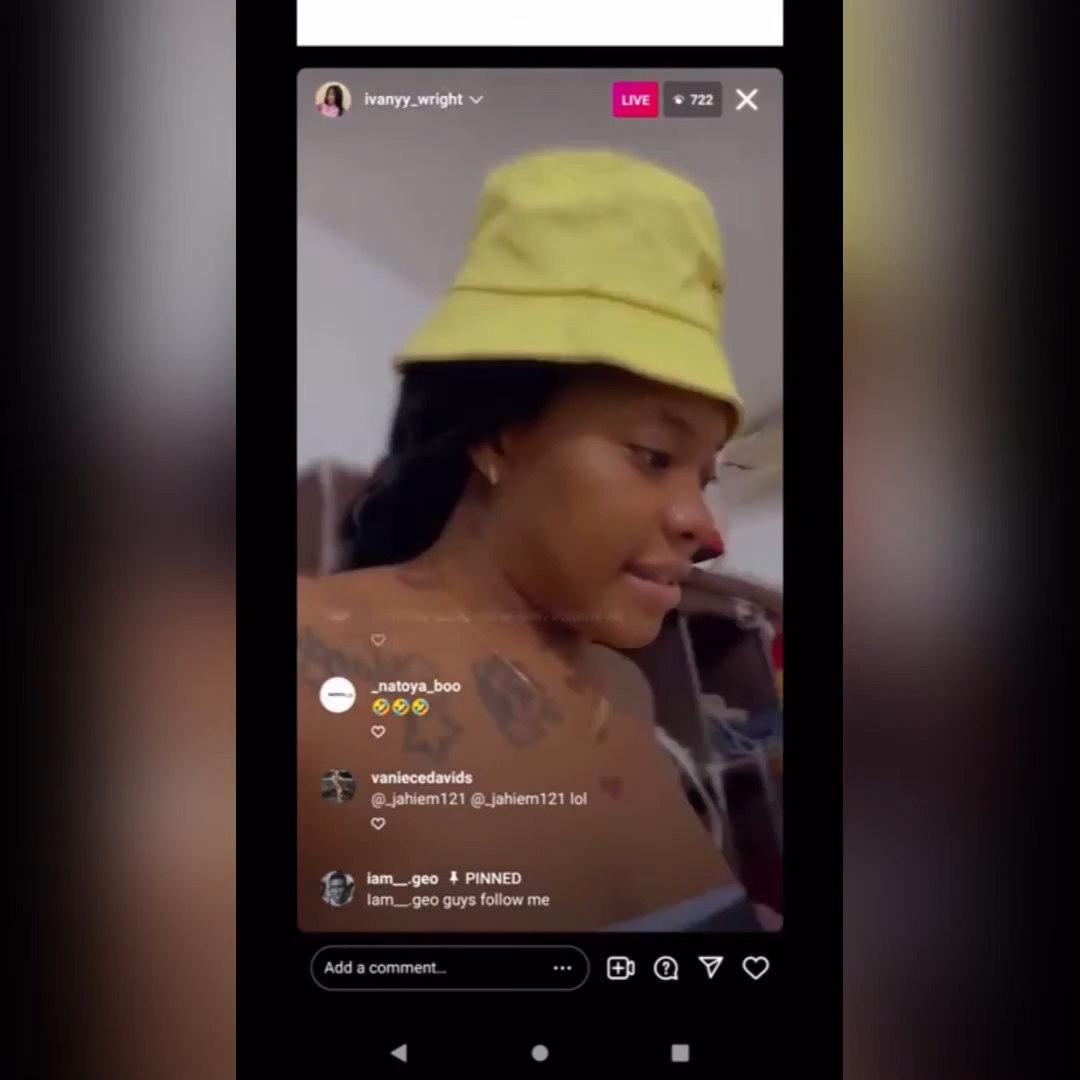 ivanyy_wright
LIVE
722
_natoya_boo
🤣🤣🤣
vaniecedavids
@_jahiem121 @_jahiem121 lol
iam__.geo PINNED
Iam__.geo guys follow me
Add a comment...